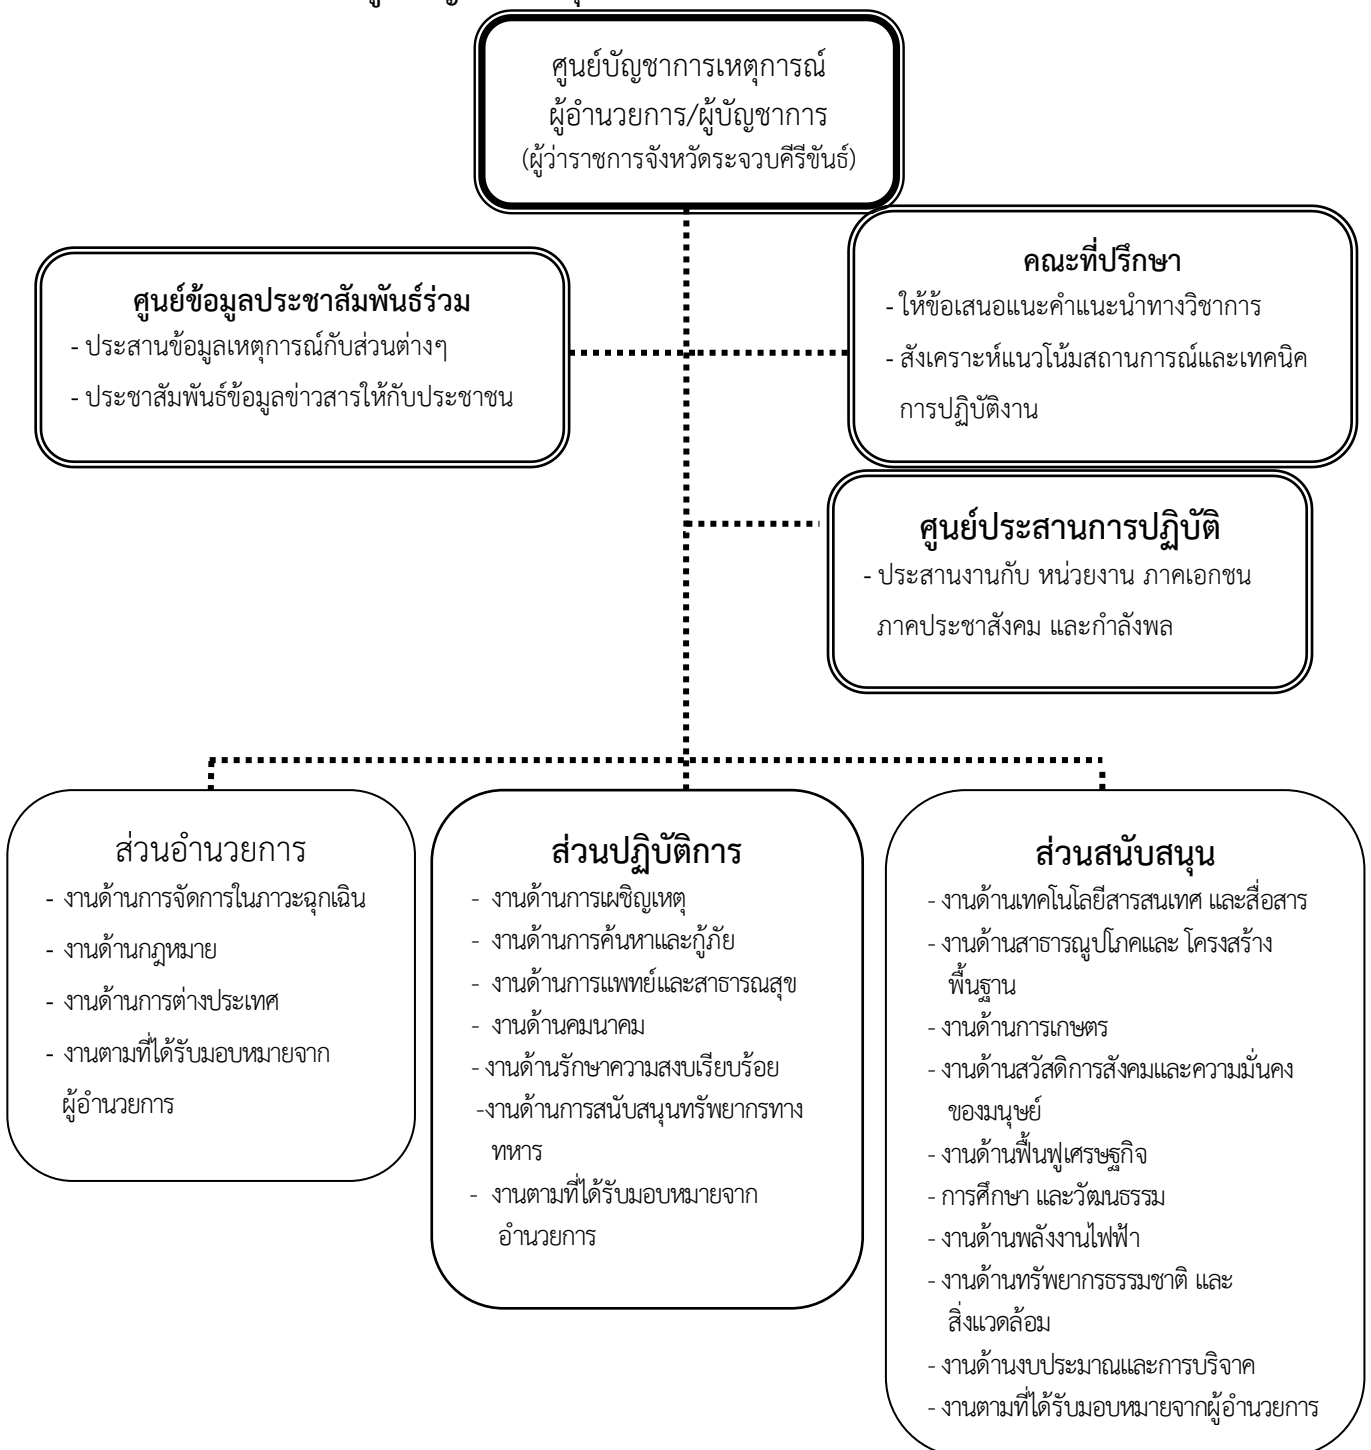 ศูนย์บัญชาการเหตุการณ์
ผู้อำนวยการ/ผู้บัญชาการ
(ผู้ว่าราชการจังหวัดระจวบคีรีขันธ์)
ศูนย์ข้อมูลประชาสัมพันธ์ร่วม
- ประสานข้อมูลเหตุการณ์กับส่วนต่างๆ
- ประชาสัมพันธ์ข้อมูลข่าวสารให้กับประชาชน
คณะที่ปรึกษา
- ให้ข้อเสนอแนะคำแนะนำทางวิชาการ
- สังเคราะห์แนวโน้มสถานการณ์และเทคนิค
การปฏิบัติงาน
ศูนย์ประสานการปฏิบัติ
- ประสานงานกับ หน่วยงาน ภาคเอกชน
ภาคประชาสังคม และกำลังพล
ส่วนอำนวยการ
- งานด้านการจัดการในภาวะฉุกเฉิน
- งานด้านกฎหมาย
- งานด้านการต่างประเทศ
- งานตามที่ได้รับมอบหมายจาก
ผู้อำนวยการ
ส่วนปฏิบัติการ
- งานด้านการเผชิญเหตุ
- งานด้านการค้นหาและกู้ภัย
- งานด้านการแพทย์และสาธารณสุข
- งานด้านคมนาคม
- งานด้านรักษาความสงบเรียบร้อย
-งานด้านการสนับสนุนทรัพยากรทาง
ทหาร
- งานตามที่ได้รับมอบหมายจาก
อำนวยการ
ส่วนสนับสนุน
- งานด้านเทคโนโลยีสารสนเทศ และสื่อสาร
- งานด้านสาธารณูปโภคและ โครงสร้าง
พื้นฐาน
- งานด้านการเกษตร
- งานด้านสวัสดิการสังคมและความมั่นคง
ของมนุษย์
- งานด้านฟื้นฟูเศรษฐกิจ
- การศึกษา และวัฒนธรรม
- งานด้านพลังงานไฟฟ้า
- งานด้านทรัพยากรธรรมชาติ และ
สิ่งแวดล้อม
- งานด้านงบประมาณและการบริจาค
- งานตามที่ได้รับมอบหมายจากผู้อำนวยการ